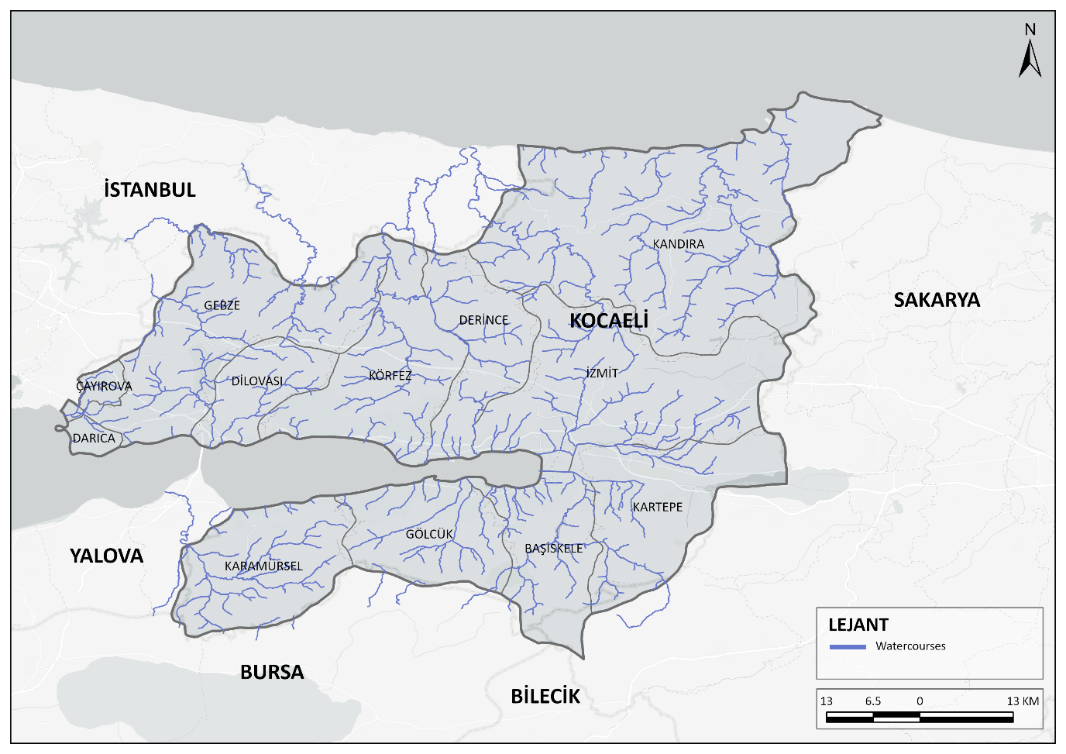 N
İSTANBUL
KANDIRA
SAKARYA
GEBZE
DERİNCE
KOCAELİ
İZMİT
ÇAYIROVA
DİLOVASI
KÖRFEZ
DARICA
KARTEPE
GÖLCÜK
BAŞİSKELE
YALOVA
KARAMÜRSEL
LEJANT
Watercourses
BURSA
BİLECİK
13 6.5 0 13 KM